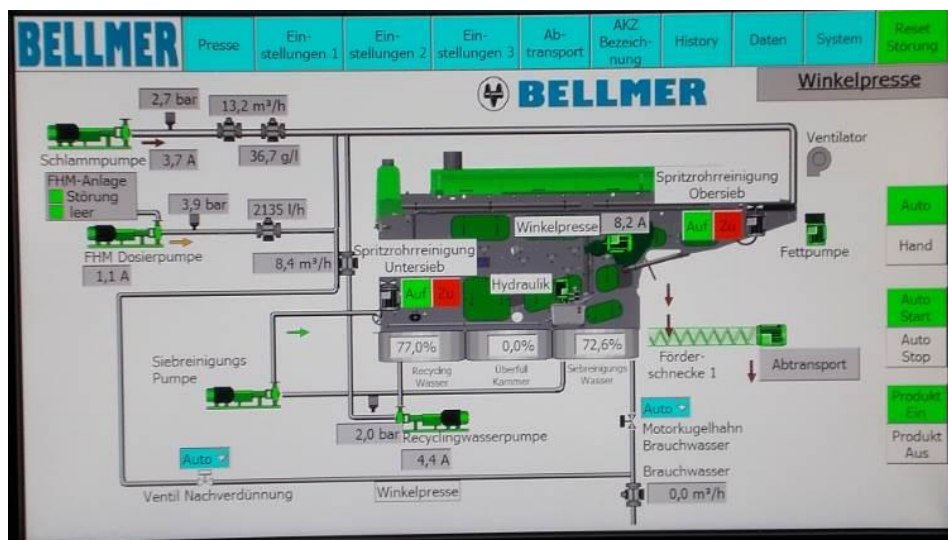 BELLMER
Presse
Ein-
stellungen 1
Ein-
stellungen 2
Ein-
stellungen 3
Ab-
transport
AKZ
Bezeich-
nung
History
Daten
System
Reset
Störung
BELLMER
Winkelpresse
2,7 bar
13,2 m³/h
Schlammpumpe
3,7 A
36,7 g/l
Ventilator
FHM-Anlage
Störung
leer
3,9 bar
2135 l/h
FHM Dosierpumpe
1,1 A
8,4 m³/h
Spritzrohrreinigung
Obersieb
Auf
Zu
Winkelpresse
8,2 A
Fettpumpe
Spritzrohrreinigung
Untersieb
Auf
Zu
Hydraulik
Auto
Hand
Auto
Start
Auto
Stop
Produkt
Ein
Produkt
Aus
77,0%
0,0%
72,6%
Recycling
Wasser
Überfüll
Kammer
Siebreinigungs
Wasser
Förder-
schnecke 1
Abtransport
Siebreinigungs
Pumpe
2,0 bar
Recyclingwasserpumpe
4,4 A
Auto
Motorkugelhahn
Brauchwasser
Auto
Ventil Nachverdünnung
Winkelpresse
Brauchwasser
0,0 m³/h